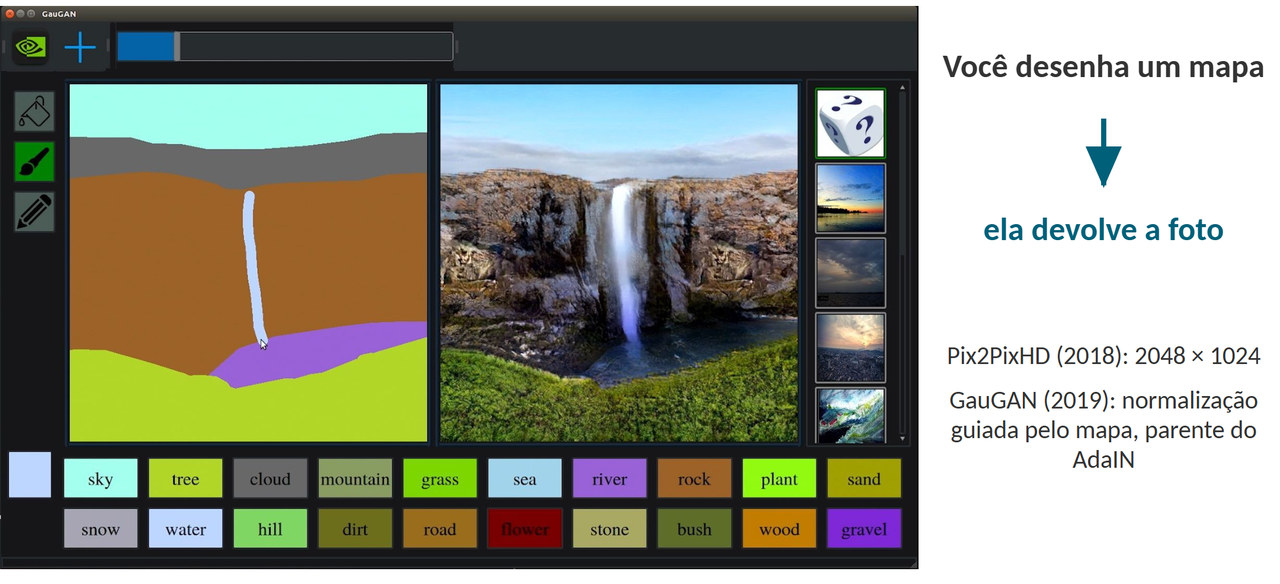 GauGAN
Você desenha um mapa
ela devolve a foto
Pix2PixHD (2018): 2048 × 1024
GauGAN (2019): normalização
guiada pelo mapa, parente do
AdaIN
sky tree cloud mountain grass sea river rock plant sand
snow water hill dirt road flower stone bush wood gravel